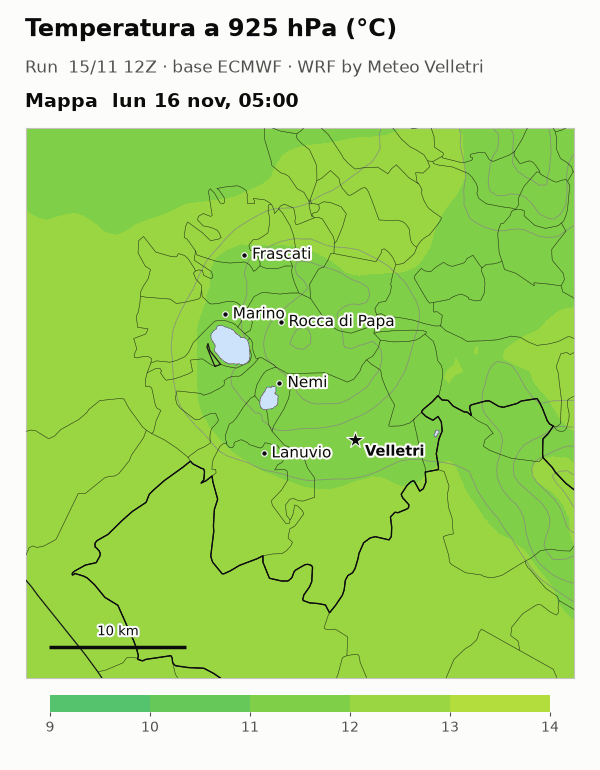 Temperatura a 925 hPa (°C)
Run  15/11 12Z · base ECMWF · WRF by Meteo Velletri
Mappa  lun 16 nov, 05:00
Frascati
Marino
Rocca di Papa
Nemi
Velletri
Lanuvio
10 km
9 10 11 12 13 14